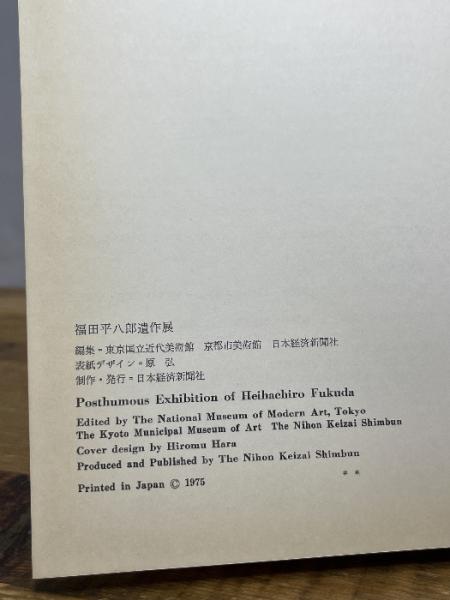 福田平八郎遺作展
編集=東京国立近代美術館 京都市美術館 日本経済新聞社
表紙デザイン=原 弘
制作・発行=日本経済新聞社
Posthumous Exhibition of Heihachiro Fukuda
Edited by The National Museum of Modern Art, Tokyo
The Kyoto Municipal Museum of Art The Nihon Keizai Shimbun
Cover design by Hiromu Hara
Produced and Published by The Nihon Keizai Shimbun
Printed in Japan © 1975